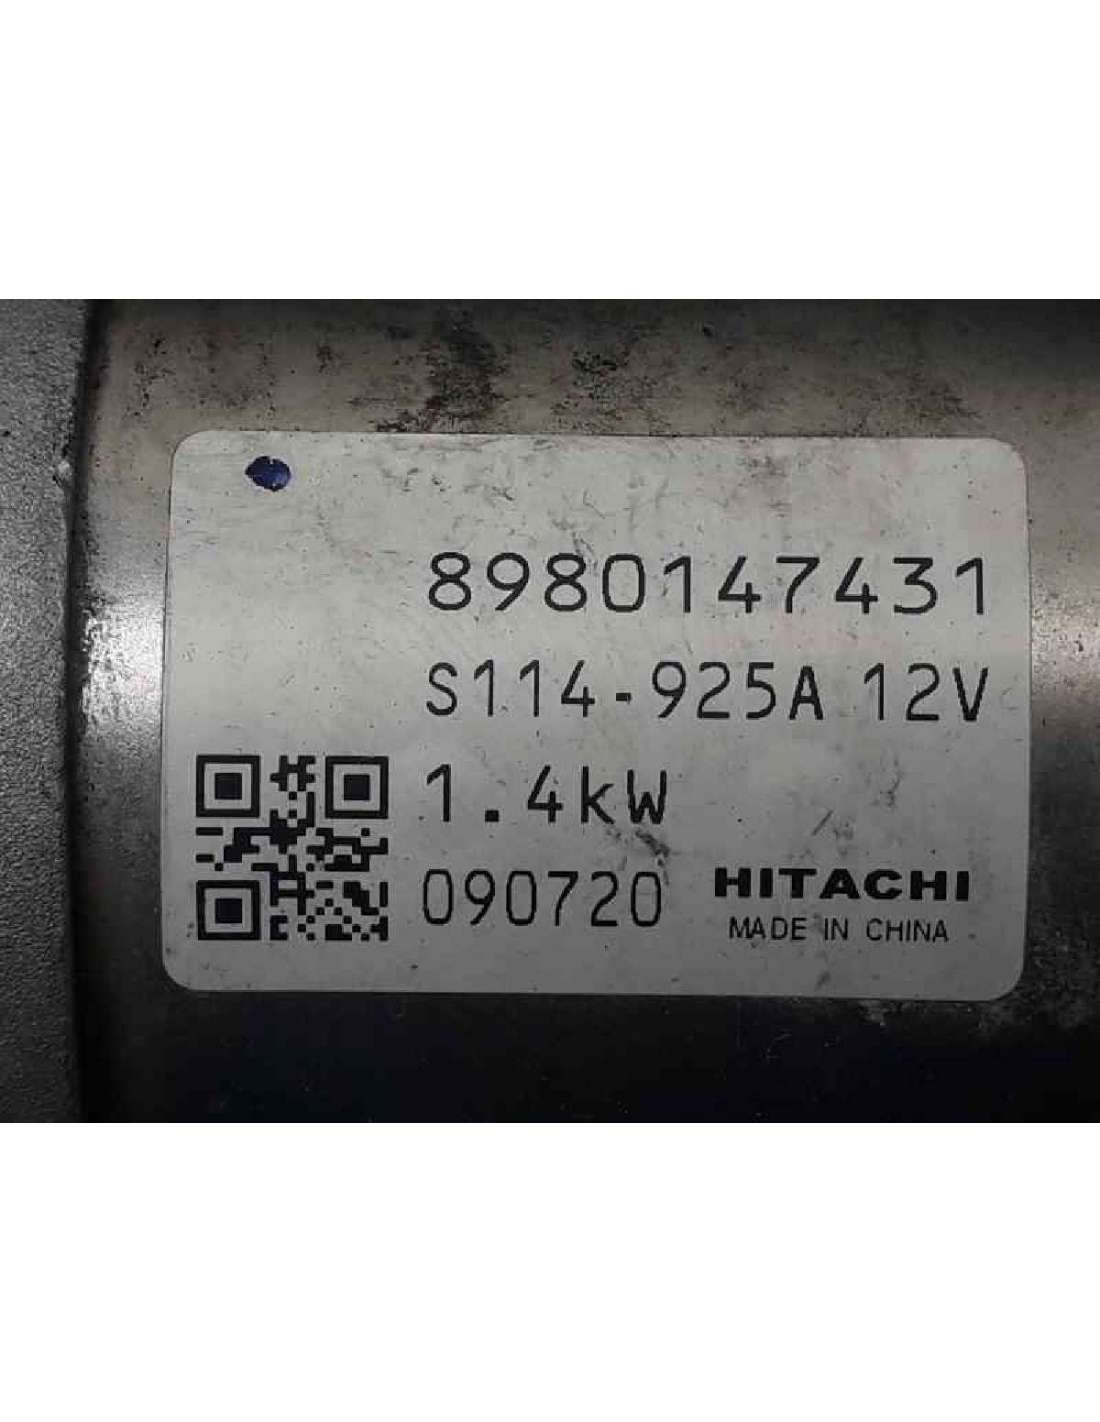 8980147431
S114-925A 12V
1.4kW
090720 HITACHI
MADE IN CHINA